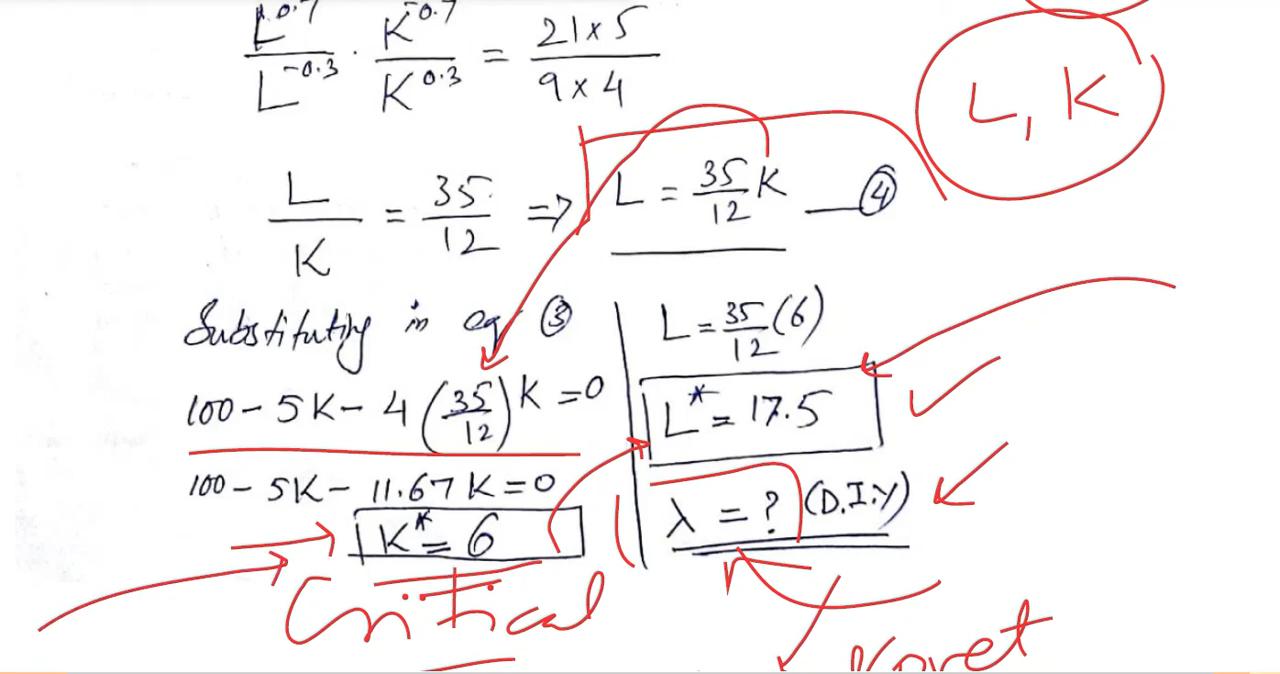 L^0.7 / L^-0.3 · K^-0.7 / K^0.3 = 21 x 5 / 9 x 4
L, K
L / K = 35 / 12 => L = 35/12 K __ ④
Substituting in eq ③
100 - 5K - 4 (35/12) K = 0
100 - 5K - 11.67 K = 0
K* = 6
L = 35/12 (6)
L* = 17.5
λ = ? (D.I.y)
Critical